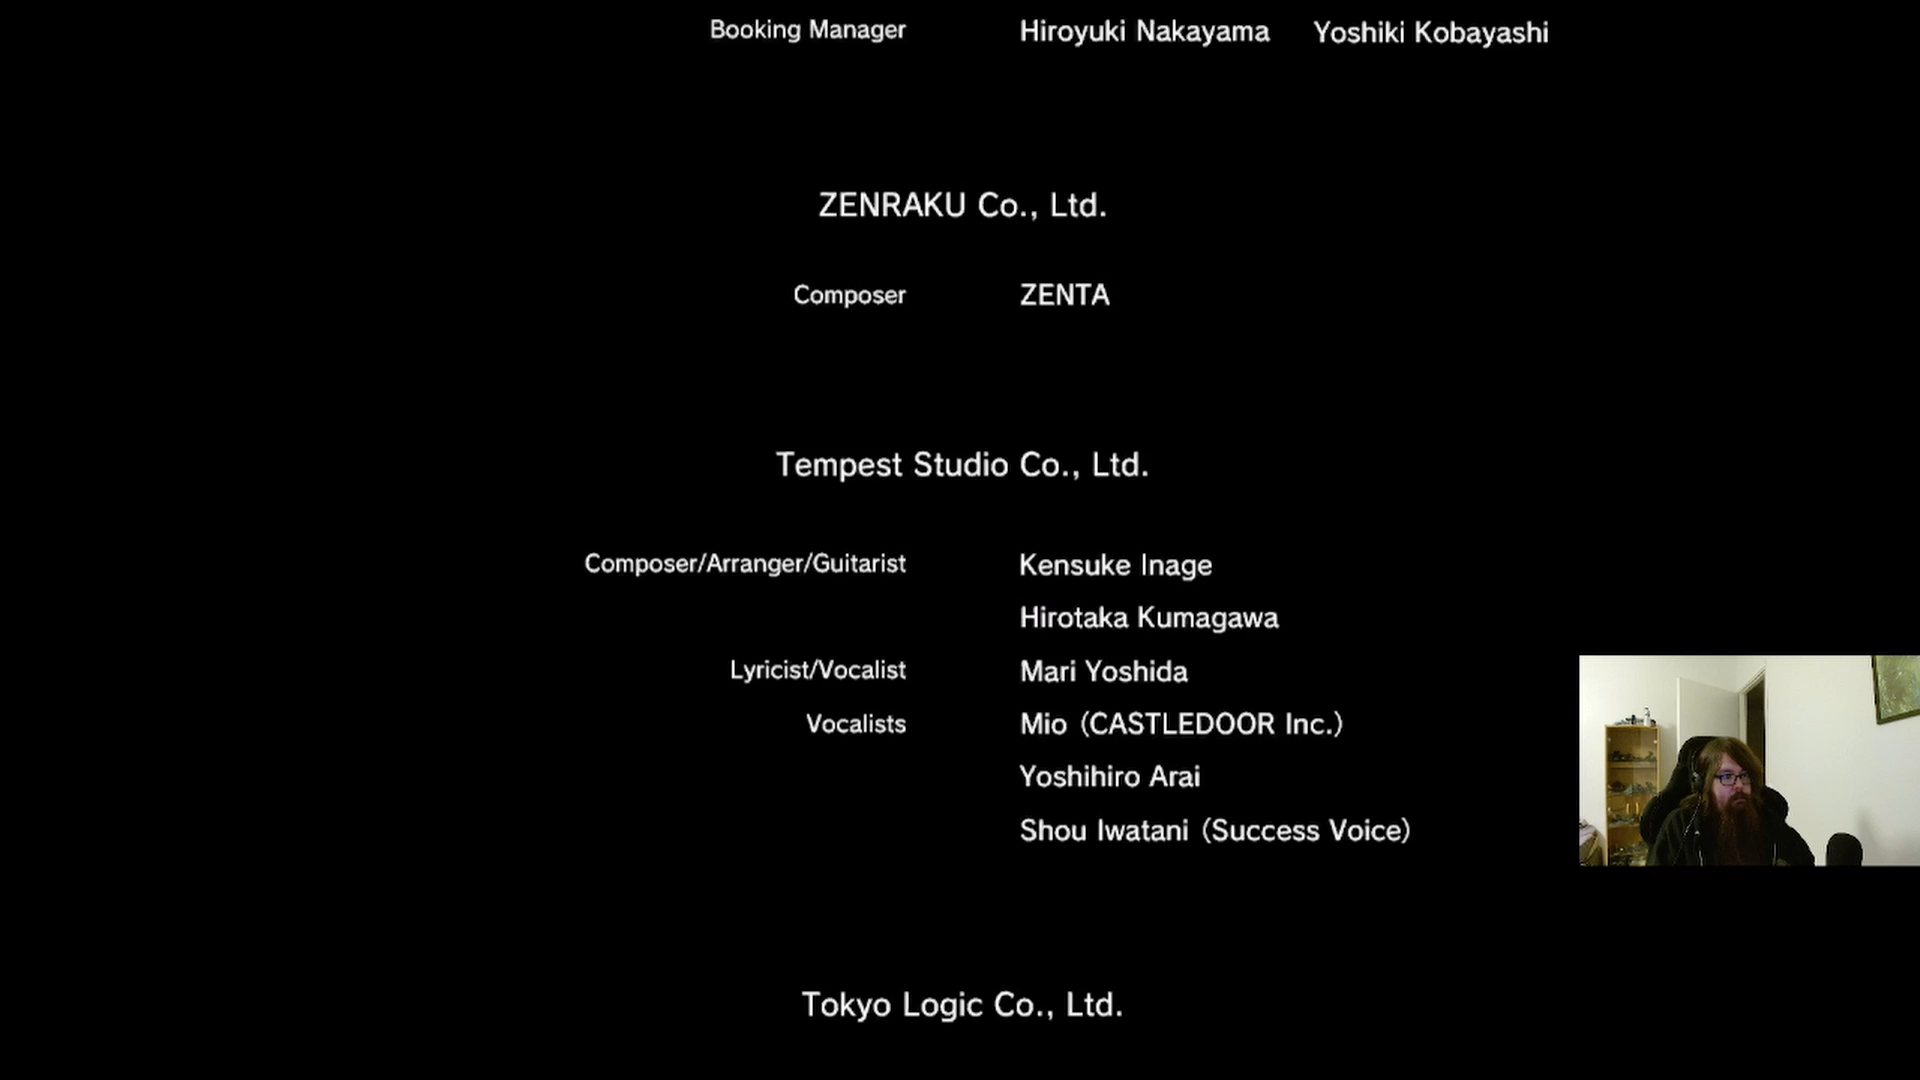 Booking Manager Hiroyuki Nakayama Yoshiki Kobayashi
ZENRAKU Co., Ltd.
Composer ZENTA
Tempest Studio Co., Ltd.
Composer/Arranger/Guitarist Kensuke Inage
Hirotaka Kumagawa
Lyricist/Vocalist Mari Yoshida
Vocalists Mio (CASTLEDOOR Inc.)
Yoshihiro Arai
Shou Iwatani (Success Voice)
Tokyo Logic Co., Ltd.